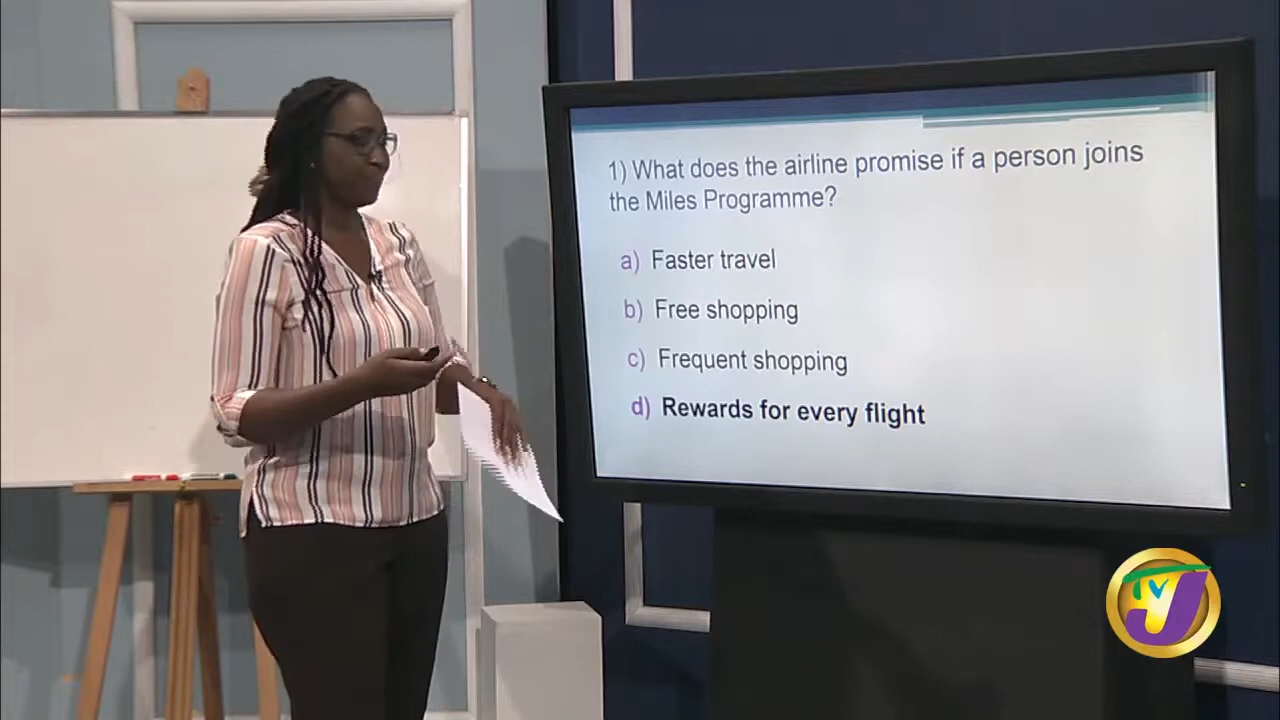 1) What does the airline promise if a person joins
the Miles Programme?
a) Faster travel
b) Free shopping
c) Frequent shopping
d) Rewards for every flight
TVJ